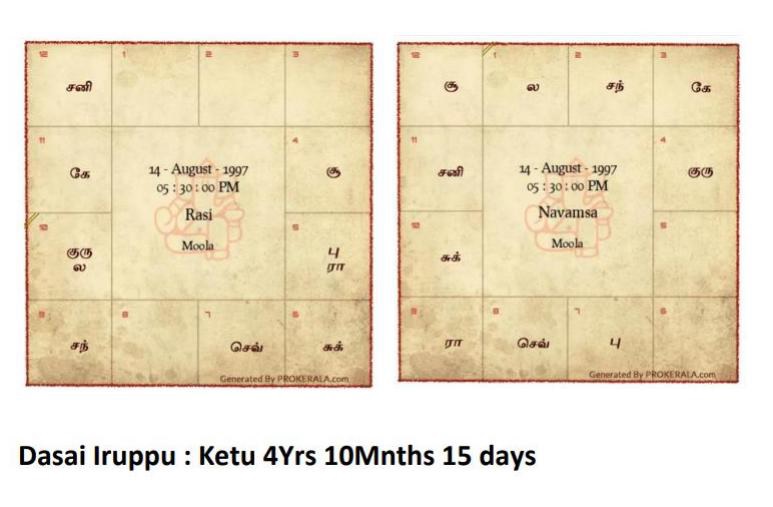 12 1 2 3
சனி
11 4
கே சூ
14 - August - 1997
05 : 30 : 00 PM
Rasi
Moola
10 5
குரு பு
ல ரா
9 8 7 6
சந் செவ் சுக்
Generated By PROKERALA.com
12 1 2 3
சூ ல சந் கே
11 4
சனி குரு
14 - August - 1997
05 : 30 : 00 PM
Navamsa
Moola
10 5
சுக்
9 8 7 6
ரா செவ் பு
Generated By PROKERALA.com
Dasai Iruppu : Ketu 4Yrs 10Mnths 15 days